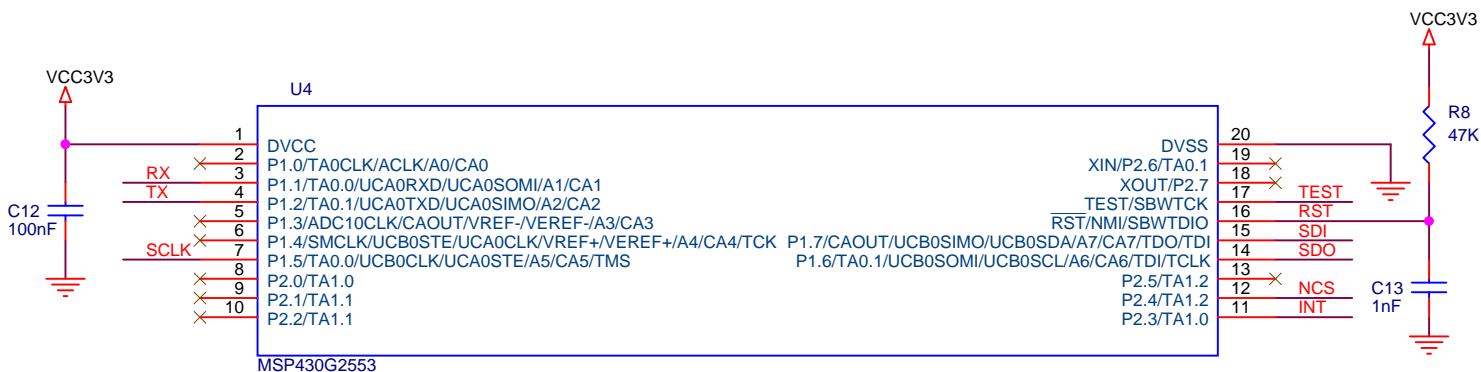 VCC3V3
VCC3V3
U4
R8
47K
1 DVCC
DVSS 20
2 P1.0/TA0CLK/ACLK/A0/CA0
XIN/P2.6/TA0.1 19
RX 3 P1.1/TA0.0/UCA0RXD/UCA0SOMI/A1/CA1
XOUT/P2.7 18
TX 4 P1.2/TA0.1/UCA0TXD/UCA0SIMO/A2/CA2
TEST/SBWTCK 17 TEST
C12
100nF
5 P1.3/ADC10CLK/CAOUT/VREF-/VEREF-/A3/CA3
RST/NMI/SBWTDIO 16 RST
6 P1.4/SMCLK/UCB0STE/UCA0CLK/VREF+/VEREF+/A4/CA4/TCK
P1.7/CAOUT/UCB0SIMO/UCB0SDA/A7/CA7/TDO/TDI 15 SDI
SCLK 7 P1.5/TA0.0/UCB0CLK/UCA0STE/A5/CA5/TMS
P1.6/TA0.1/UCB0SOMI/UCB0SCL/A6/CA6/TDI/TCLK 14 SDO
8 P2.0/TA1.0
P2.5/TA1.2 13
9 P2.1/TA1.1
P2.4/TA1.2 12 NCS
10 P2.2/TA1.1
P2.3/TA1.0 11 INT
C13
1nF
MSP430G2553